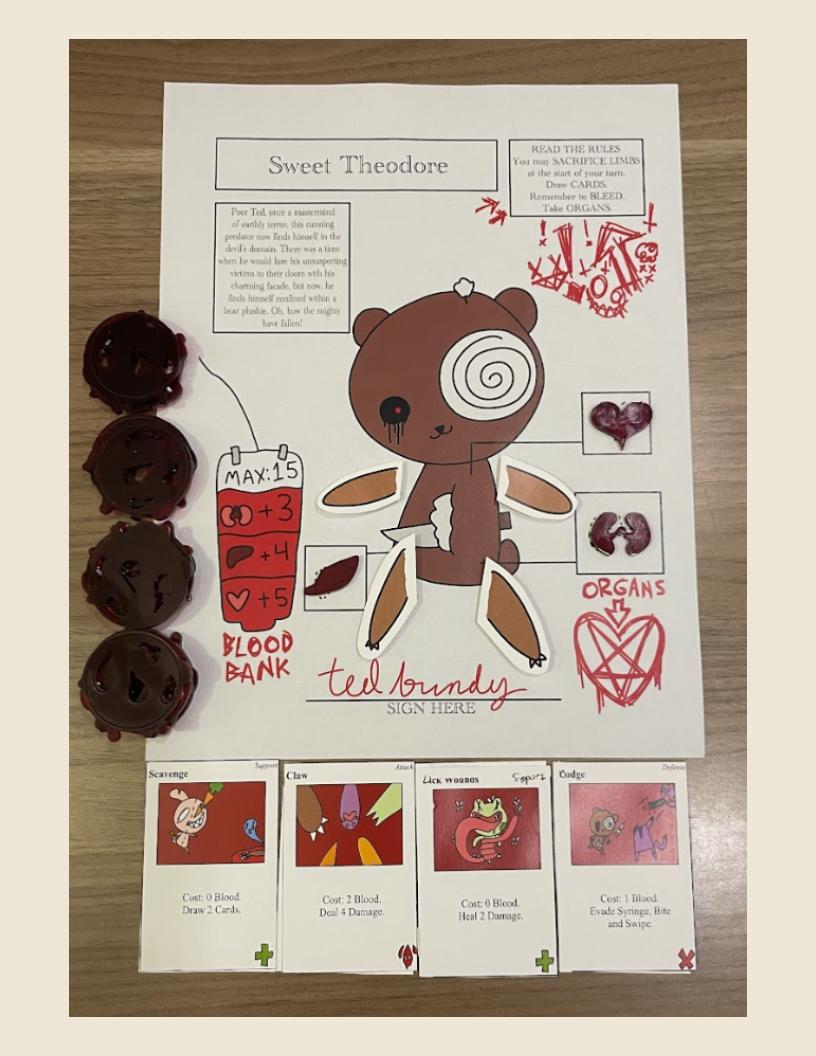 Sweet Theodore
READ THE RULES
You may SACRIFICE LIMBS
at the start of your turn.
Draw CARDS.
Remember to BLEED.
Take ORGANS.
Poor Ted, once a mastermind
of earthly terror, this cunning
predator now finds himself in the
devil's domain. There was a time
when he would lure his unsuspecting
victims to their doom with his
charming facade, but now, he
finds himself confined within a
bear plushie. Oh, how the mighty
have fallen!
MAX:15
+3
+4
+5
BLOOD
BANK
ORGANS
ted bundy
SIGN HERE
Support
Scavenge
Cost: 0 Blood.
Draw 2 Cards.
Attack
Claw
Cost: 2 Blood.
Deal 4 Damage.
Lick Wounds
Cost: 0 Blood.
Heal 2 Damage.
Defense
Dodge
Cost: 1 Blood.
Evade Syringe, Bite
and Swipe.